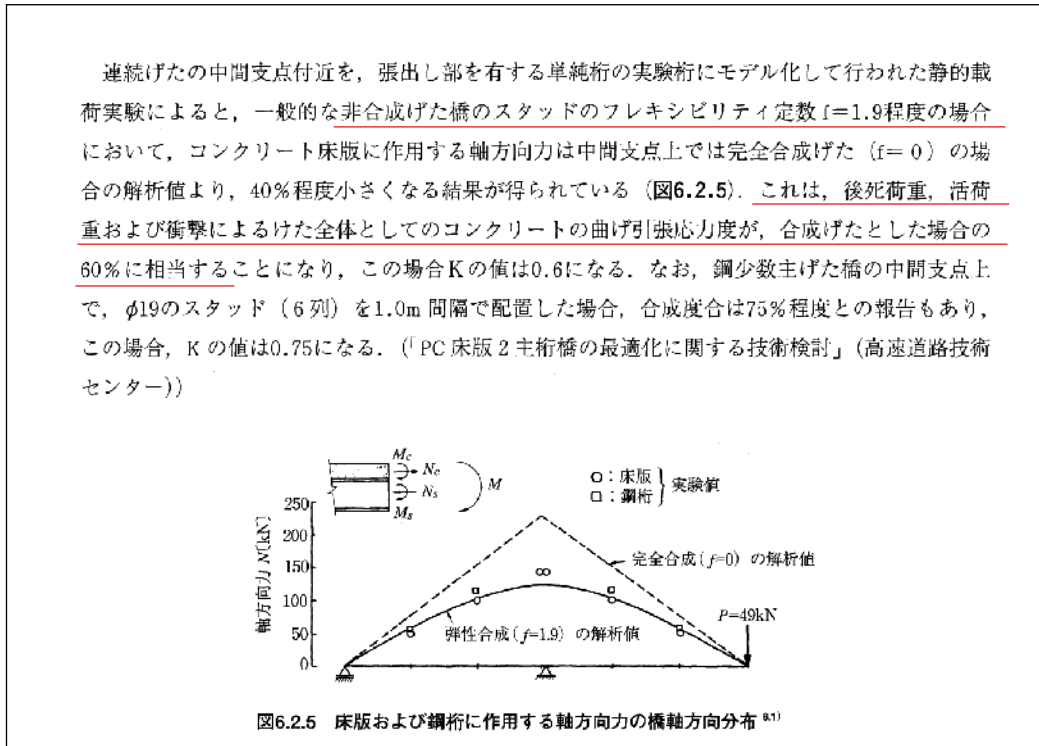 連続げたの中間支点付近を，張出し部を有する単純桁の実験桁にモデル化して行われた静的載
荷実験によると，一般的な非合成げた橋のスタッドのフレキシビリティ定数f=1.9程度の場合
において，コンクリート床版に作用する軸方向力は中間支点上では完全合成げた（f=0）の場
合の解析値より，40%程度小さくなる結果が得られている（図6.2.5）．これは，後死荷重，活荷
重および衝撃によるけた全体としてのコンクリートの曲げ引張応力度が，合成げたとした場合の
60%に相当することになり，この場合Kの値は0.6になる．なお，鋼少数主げた橋の中間支点上
で，φ19のスタッド（6列）を1.0m間隔で配置した場合，合成度合は75%程度との報告もあり，
この場合，Kの値は0.75になる．（「PC床版2主桁橋の最適化に関する技術検討」（高速道路技術
センター））
Mc
Nc
M
Ns
Ms
○：床版
□：鋼桁
実験値
250
200
150
100
50
0
軸方向力 N[kN]
完全合成(f=0)の解析値
P=49kN
弾性合成(f=1.9)の解析値
図6.2.5 床版および鋼桁に作用する軸方向力の橋軸方向分布 6.1)